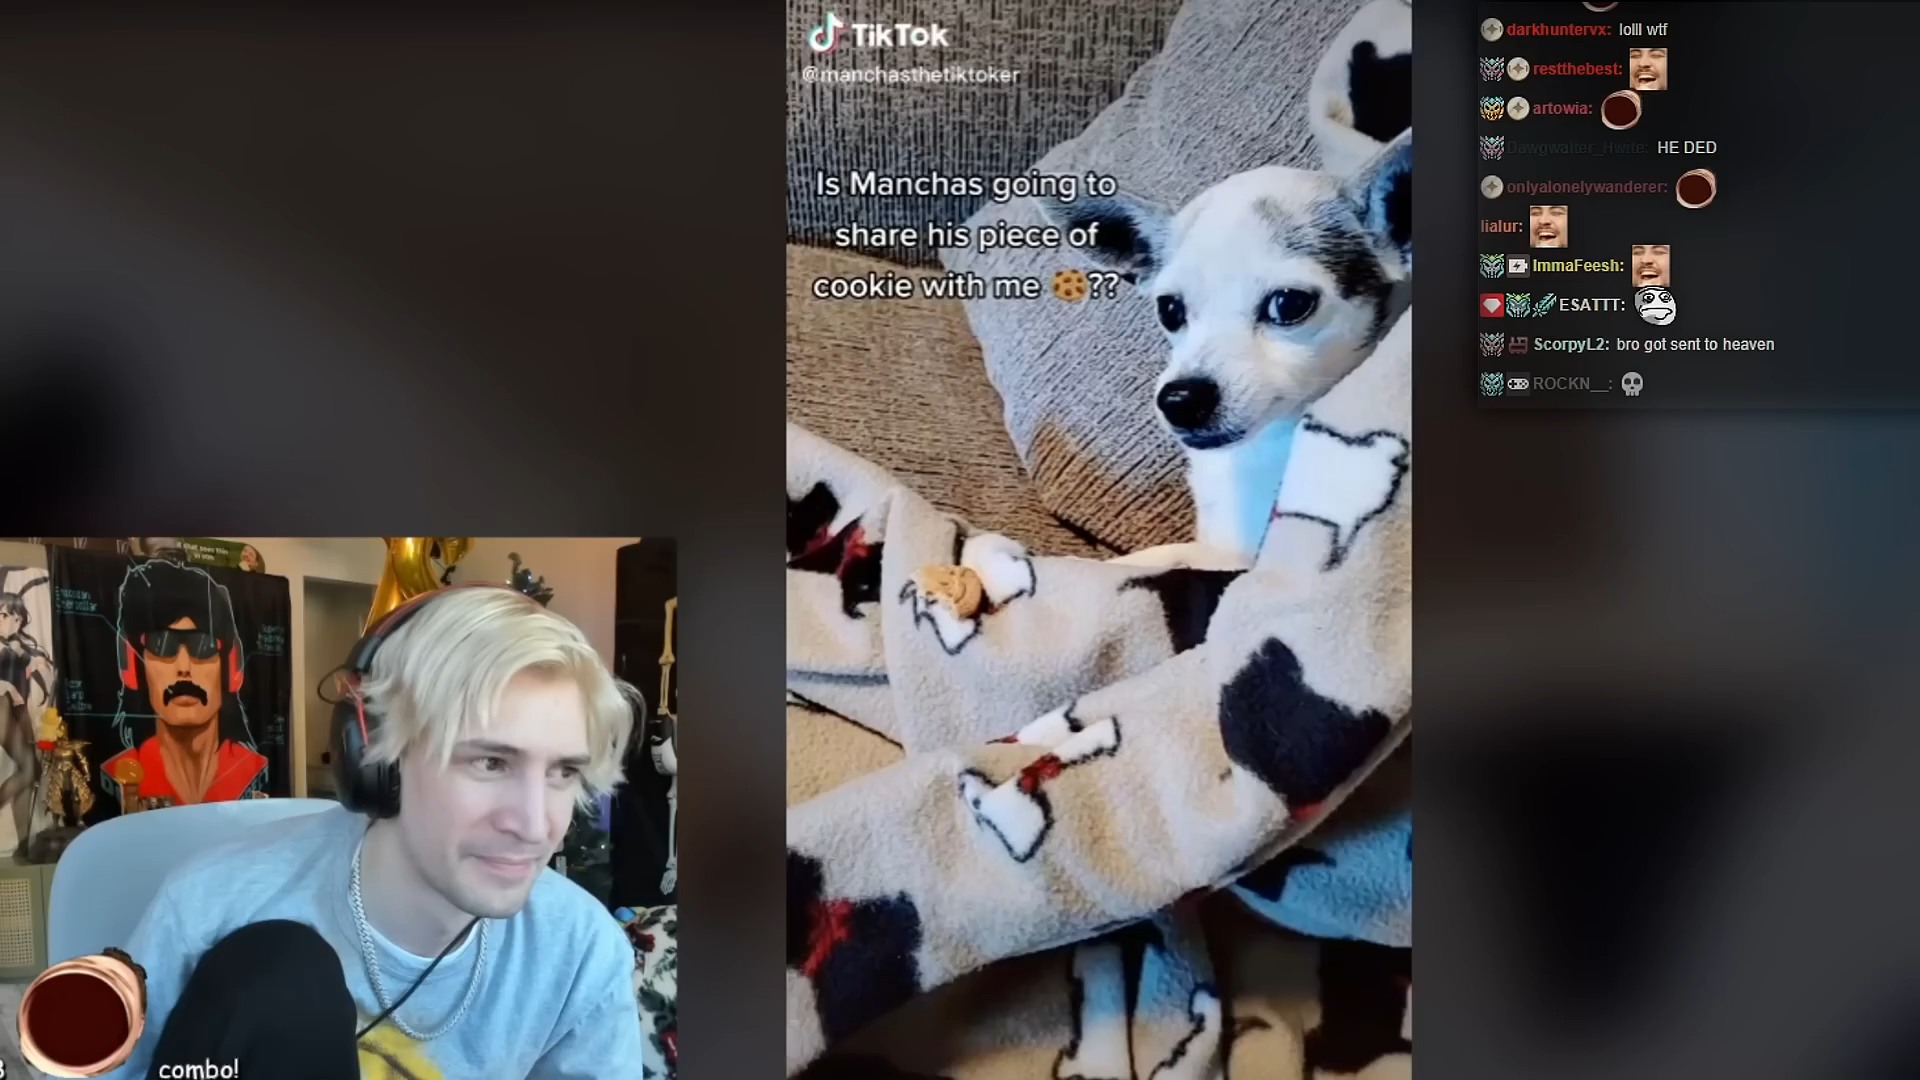 TikTok
@manchasthetiktoker
Is Manchas going to
share his piece of
cookie with me 🍪??
darkhuntervx: lolll wtf
restthebest:
artowia:
Dawgwalter_Hwite: HE DED
onlyalonelywanderer:
lialur:
ImmaFeesh:
ESATTT:
ScorpyL2: bro got sent to heaven
ROCKN__: 💀
combo!